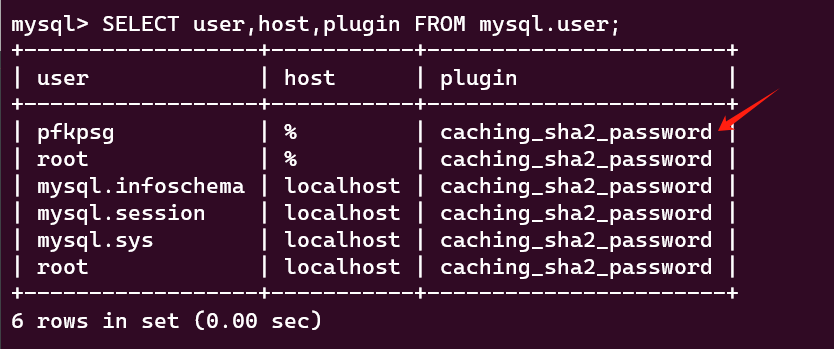 mysql> SELECT user,host,plugin FROM mysql.user;
+------------------+-----------+-----------------------+
| user             | host      | plugin                |
+------------------+-----------+-----------------------+
| pfkpsg           | %         | caching_sha2_password |
| root             | %         | caching_sha2_password |
| mysql.infoschema | localhost | caching_sha2_password |
| mysql.session    | localhost | caching_sha2_password |
| mysql.sys        | localhost | caching_sha2_password |
| root             | localhost | caching_sha2_password |
+------------------+-----------+-----------------------+
6 rows in set (0.00 sec)